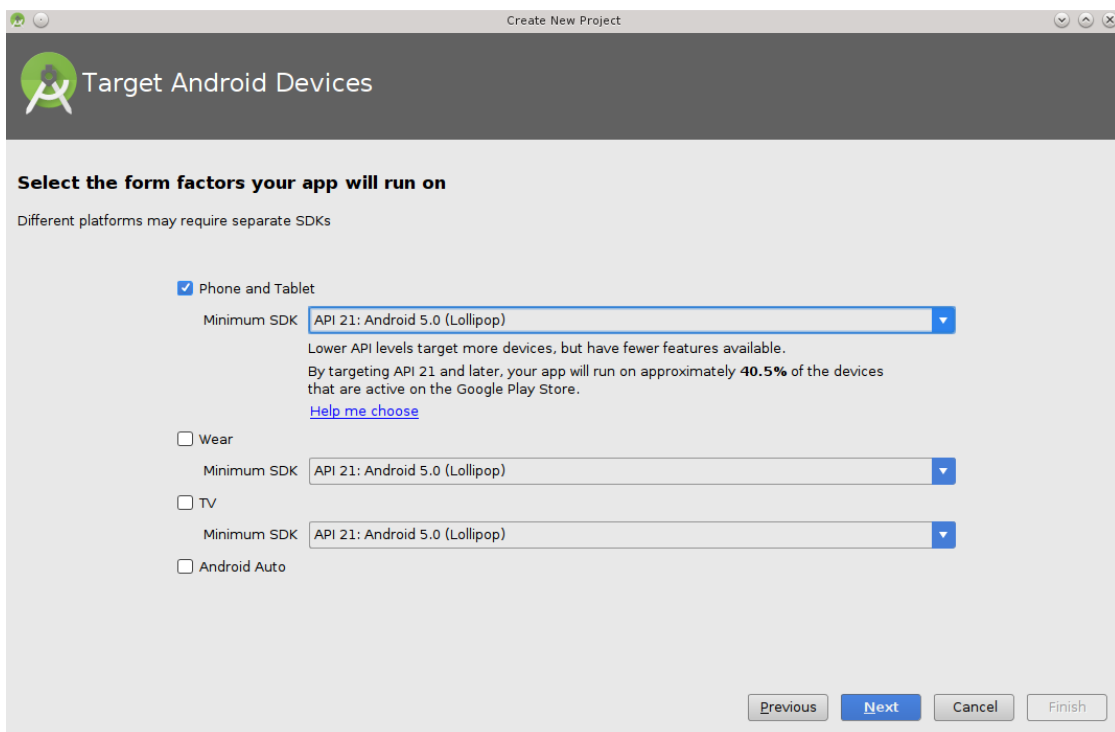 Create New Project
Target Android Devices
Select the form factors your app will run on
Different platforms may require separate SDKs
Phone and Tablet
Minimum SDK API 21: Android 5.0 (Lollipop)
Lower API levels target more devices, but have fewer features available.
By targeting API 21 and later, your app will run on approximately 40.5% of the devices
that are active on the Google Play Store.
Help me choose
Wear
Minimum SDK API 21: Android 5.0 (Lollipop)
TV
Minimum SDK API 21: Android 5.0 (Lollipop)
Android Auto
Previous Next Cancel Finish